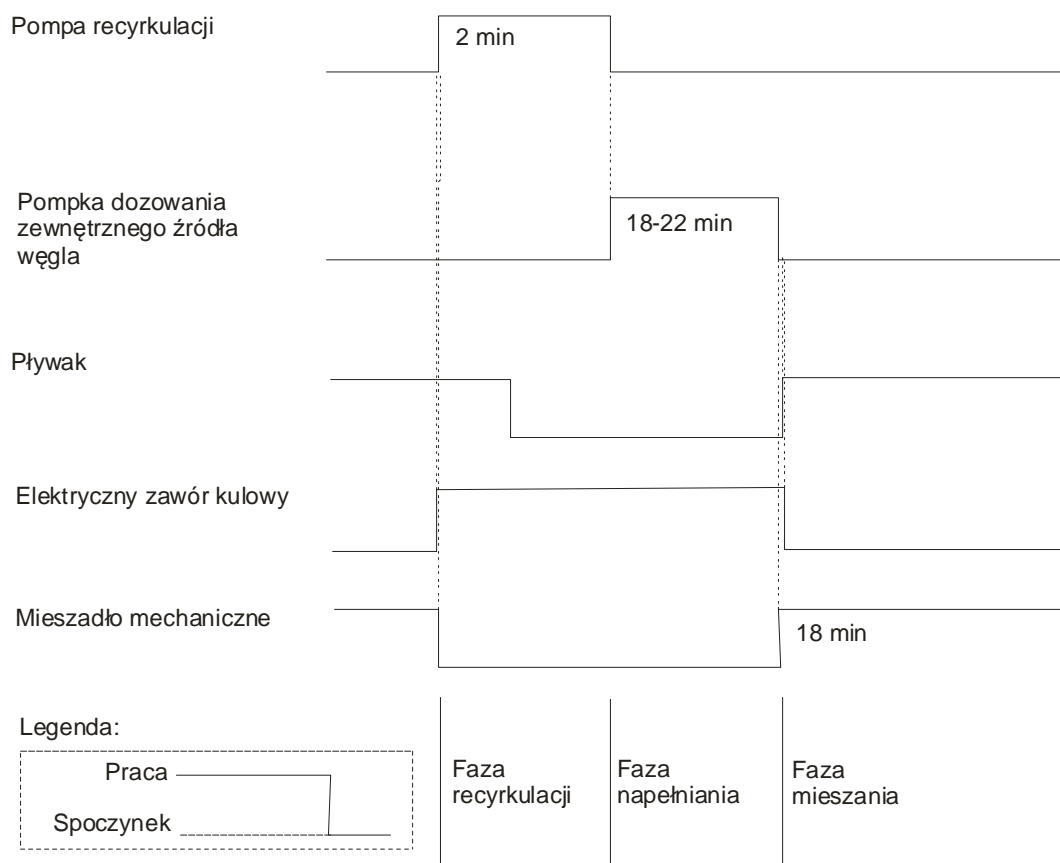 Pompa recyrkulacji
2 min
Pompka dozowania
zewnętrznego źródła
węgla
18-22 min
Pływak
Elektryczny zawór kulowy
Mieszadło mechaniczne
18 min
Legenda:
Praca
Spoczynek
Faza
recyrkulacji
Faza
napełniania
Faza
mieszania